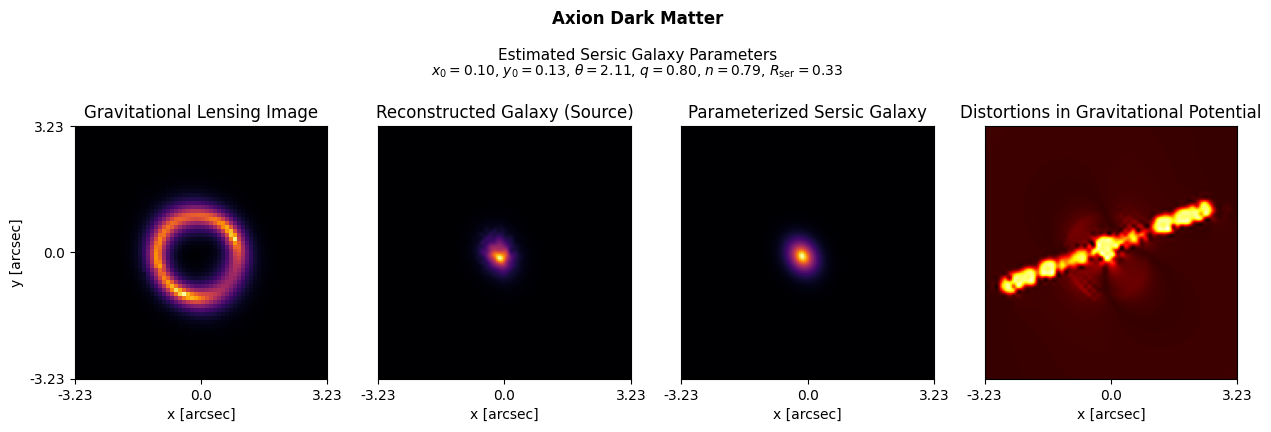 Axion Dark Matter
Estimated Sersic Galaxy Parameters
x₀ = 0.10, y₀ = 0.13, θ = 2.11, q = 0.80, n = 0.79, R_ser = 0.33
Gravitational Lensing Image
Reconstructed Galaxy (Source)
Parameterized Sersic Galaxy
Distortions in Gravitational Potential
3.23
0.0
-3.23
y [arcsec]
-3.23 0.0 3.23
-3.23 0.0 3.23
-3.23 0.0 3.23
-3.23 0.0 3.23
x [arcsec]
x [arcsec]
x [arcsec]
x [arcsec]